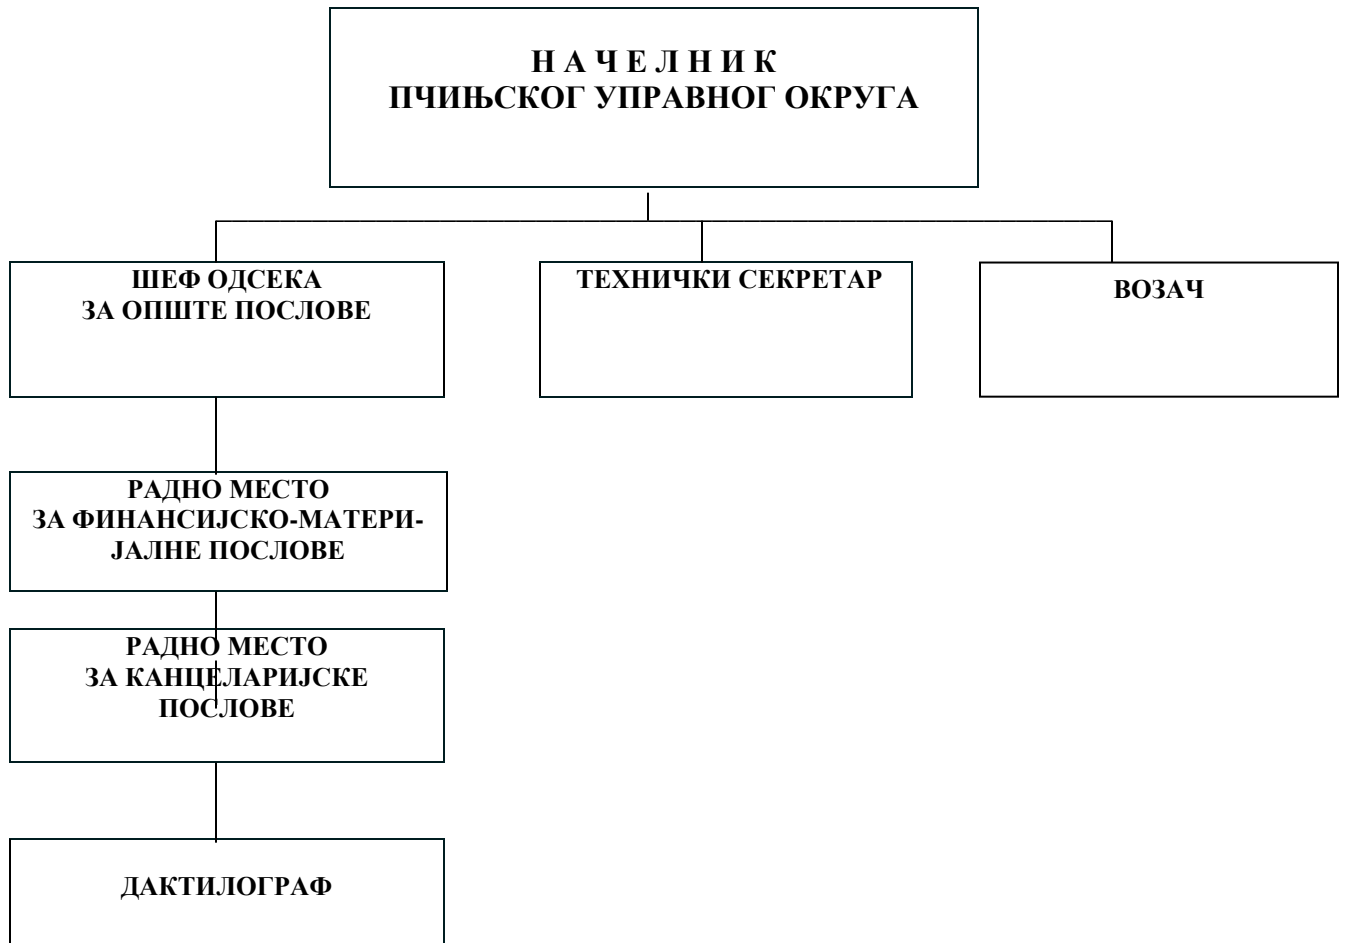 Н А Ч Е Л Н И К
ПЧИЊСКОГ УПРАВНОГ ОКРУГА
ШЕФ ОДСЕКА
ЗА ОПШТЕ ПОСЛОВЕ
ТЕХНИЧКИ СЕКРЕТАР
ВОЗАЧ
РАДНО МЕСТО
ЗА ФИНАНСИЈСКО-МАТЕРИ-
ЈАЛНЕ ПОСЛОВЕ
РАДНО МЕСТО
ЗА КАНЦЕЛАРИЈСКЕ
ПОСЛОВЕ
ДАКТИЛОГРАФ